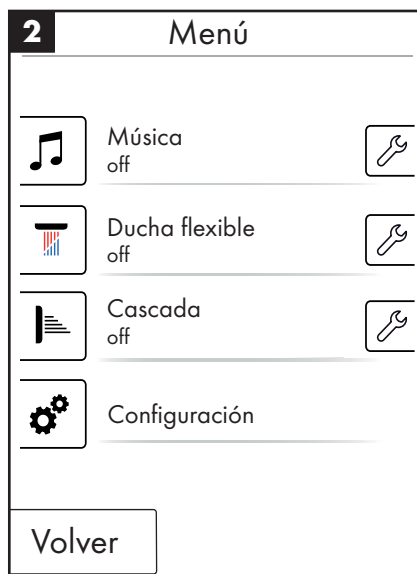 2
Menú
Música
off
Ducha flexible
off
Cascada
off
Configuración
Volver